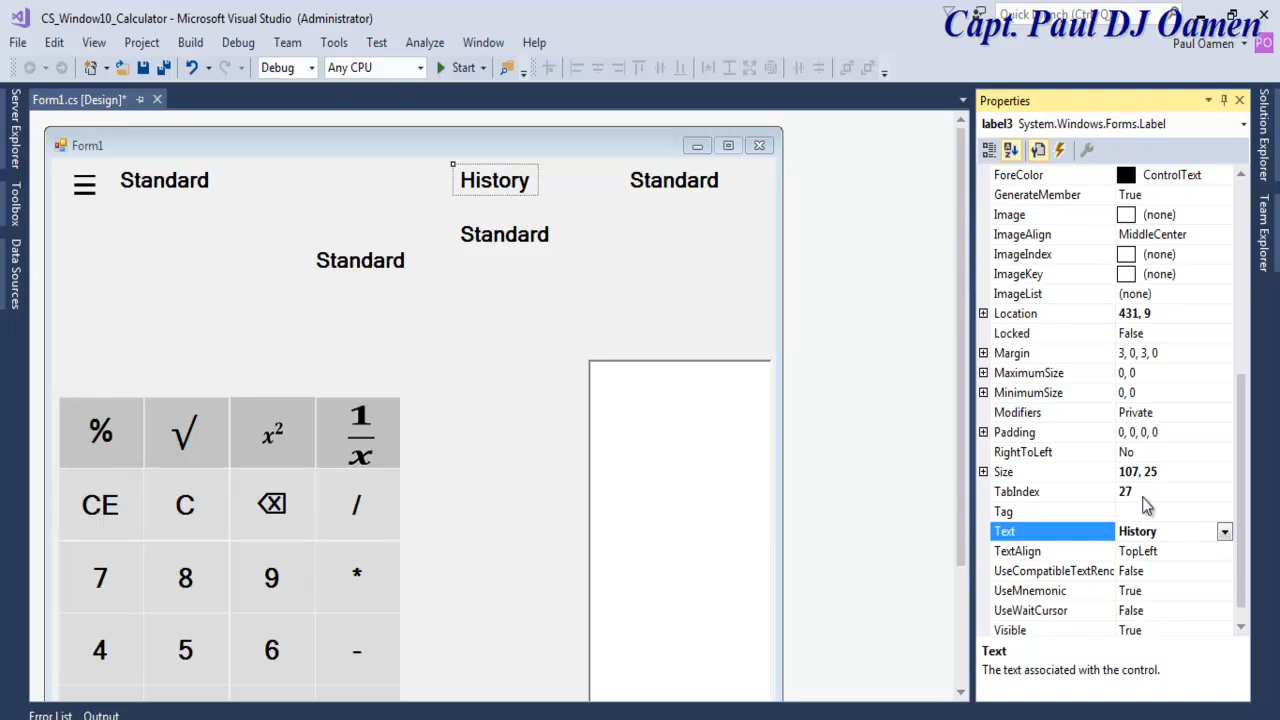 CS_Window10_Calculator - Microsoft Visual Studio (Administrator)
Quick Launch (Ctrl+Q)
Capt. Paul DJ Oamen
File Edit View Project Build Debug Team Tools Test Analyze Window Help
Paul Oamen
PO
Debug Any CPU Start
Form1.cs [Design]*
Properties
label3 System.Windows.Forms.Label
Server Explorer
Toolbox
Data Sources
Solution Explorer
Team Explorer
Form1
☰ Standard History Standard
Standard
Standard
% √ x² 1/x
CE C ⌫ /
7 8 9 *
4 5 6 -
ForeColor ControlText
GenerateMember True
Image (none)
ImageAlign MiddleCenter
ImageIndex (none)
ImageKey (none)
ImageList (none)
Location 431, 9
Locked False
Margin 3, 0, 3, 0
MaximumSize 0, 0
MinimumSize 0, 0
Modifiers Private
Padding 0, 0, 0, 0
RightToLeft No
Size 107, 25
TabIndex 27
Tag
Text History
TextAlign TopLeft
UseCompatibleTextRend False
UseMnemonic True
UseWaitCursor False
Visible True
Text
The text associated with the control.
Error List Output